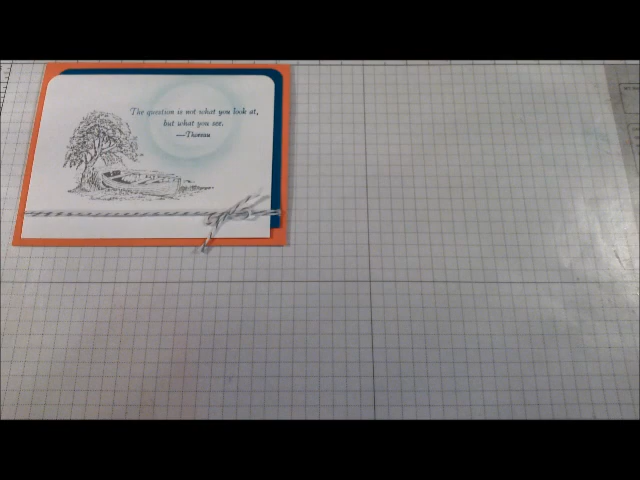 The question is not what you look at,
but what you see.
—Thoreau